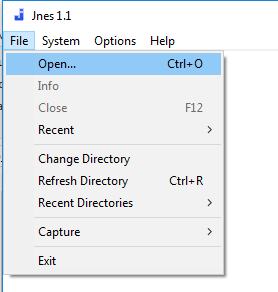 Jnes 1.1
File System Options Help
Open... Ctrl+O
Info
Close F12
Recent
Change Directory
Refresh Directory Ctrl+R
Recent Directories
Capture
Exit